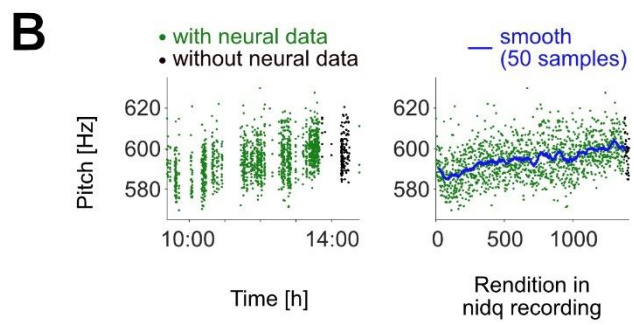 B
with neural data
without neural data
smooth
(50 samples)
Pitch [Hz]
620
600
580
10:00
14:00
Time [h]
620
600
580
0
500
1000
Rendition in
nidq recording